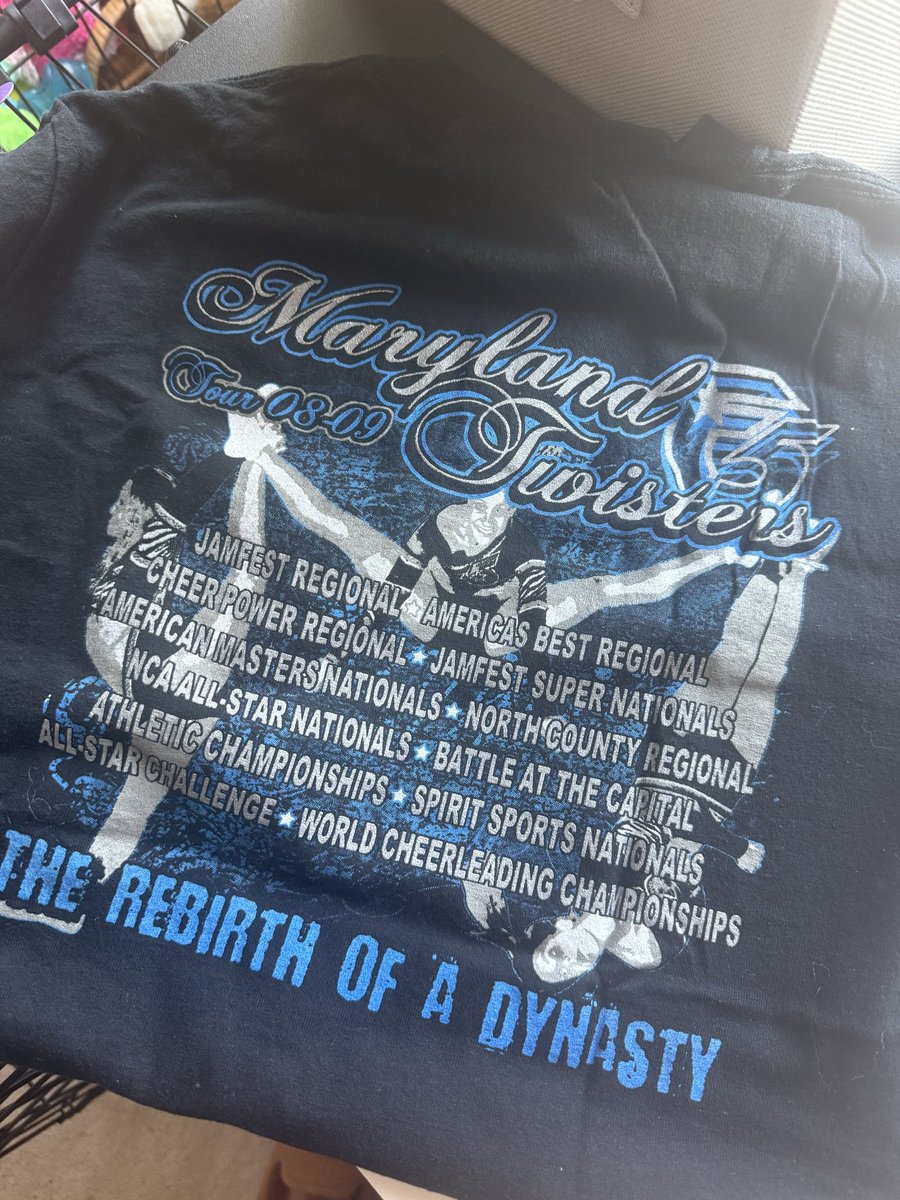 Maryland
Tour 08-09 Twisters
JAMFEST REGIONAL ★ AMERICAS BEST REGIONAL
CHEER POWER REGIONAL ★ JAMFEST SUPER NATIONALS
AMERICAN MASTERS NATIONALS ★ NORTH COUNTY REGIONAL
NCA ALL-STAR NATIONALS ★ BATTLE AT THE CAPITAL
ATHLETIC CHAMPIONSHIPS ★ SPIRIT SPORTS NATIONALS
ALL-STAR CHALLENGE ★ WORLD CHEERLEADING CHAMPIONSHIPS
THE REBIRTH OF A DYNASTY